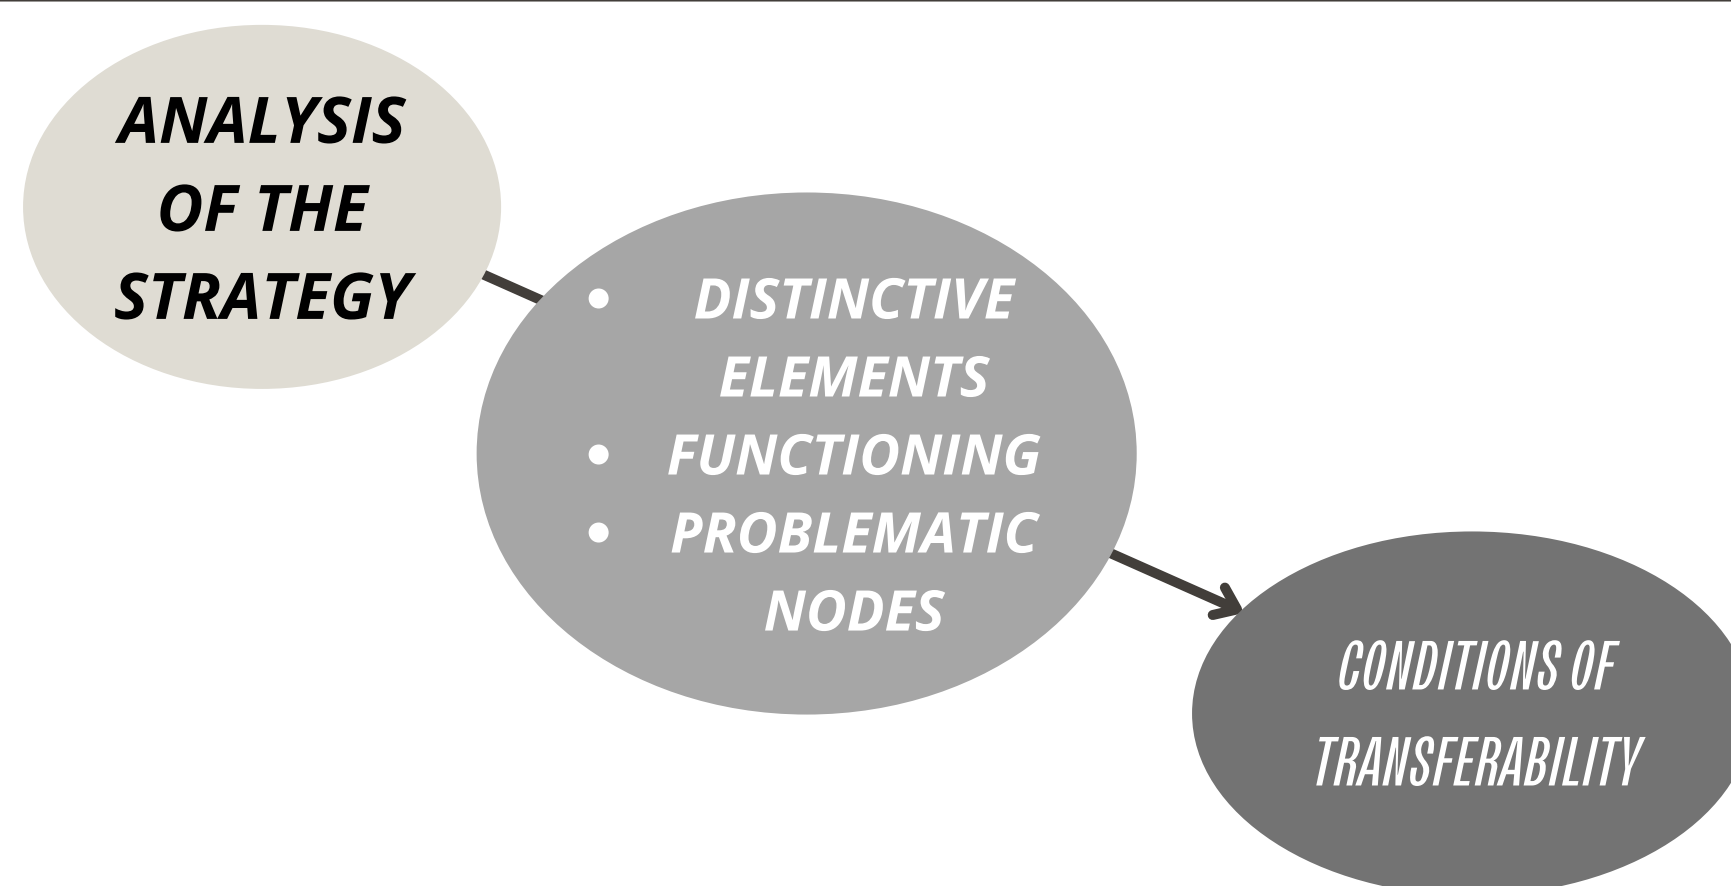 ANALYSIS
OF THE
STRATEGY
• DISTINCTIVE
ELEMENTS
• FUNCTIONING
• PROBLEMATIC
NODES
CONDITIONS OF
TRANSFERABILITY